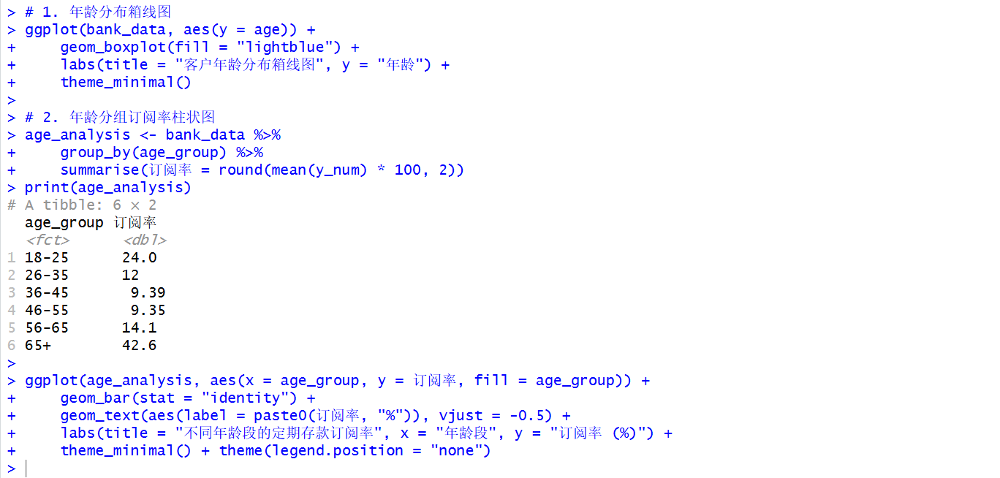 > # 1. 年龄分布箱线图
> ggplot(bank_data, aes(y = age)) +
+     geom_boxplot(fill = "lightblue") +
+     labs(title = "客户年龄分布箱线图", y = "年龄") +
+     theme_minimal()
>
> # 2. 年龄分组订阅率柱状图
> age_analysis <- bank_data %>%
+     group_by(age_group) %>%
+     summarise(订阅率 = round(mean(y_num) * 100, 2))
> print(age_analysis)
# A tibble: 6 × 2
  age_group 订阅率
  <fct>      <dbl>
1 18-25      24.0
2 26-35      12
3 36-45       9.39
4 46-55       9.35
5 56-65      14.1
6 65+        42.6
>
> ggplot(age_analysis, aes(x = age_group, y = 订阅率, fill = age_group)) +
+     geom_bar(stat = "identity") +
+     geom_text(aes(label = paste0(订阅率, "%")), vjust = -0.5) +
+     labs(title = "不同年龄段的定期存款订阅率", x = "年龄段", y = "订阅率 (%)") +
+     theme_minimal() + theme(legend.position = "none")
>